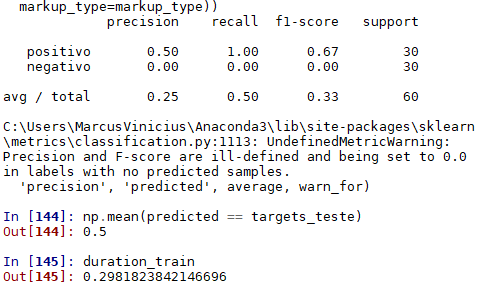 markup_type=markup_type))
precision recall f1-score support
positivo 0.50 1.00 0.67 30
negativo 0.00 0.00 0.00 30
avg / total 0.25 0.50 0.33 60
C:\Users\MarcusVinicius\Anaconda3\lib\site-packages\sklearn
\metrics\classification.py:1113: UndefinedMetricWarning:
Precision and F-score are ill-defined and being set to 0.0
in labels with no predicted samples.
'precision', 'predicted', average, warn_for)
In [144]: np.mean(predicted == targets_teste)
Out[144]: 0.5
In [145]: duration_train
Out[145]: 0.2981823842146696